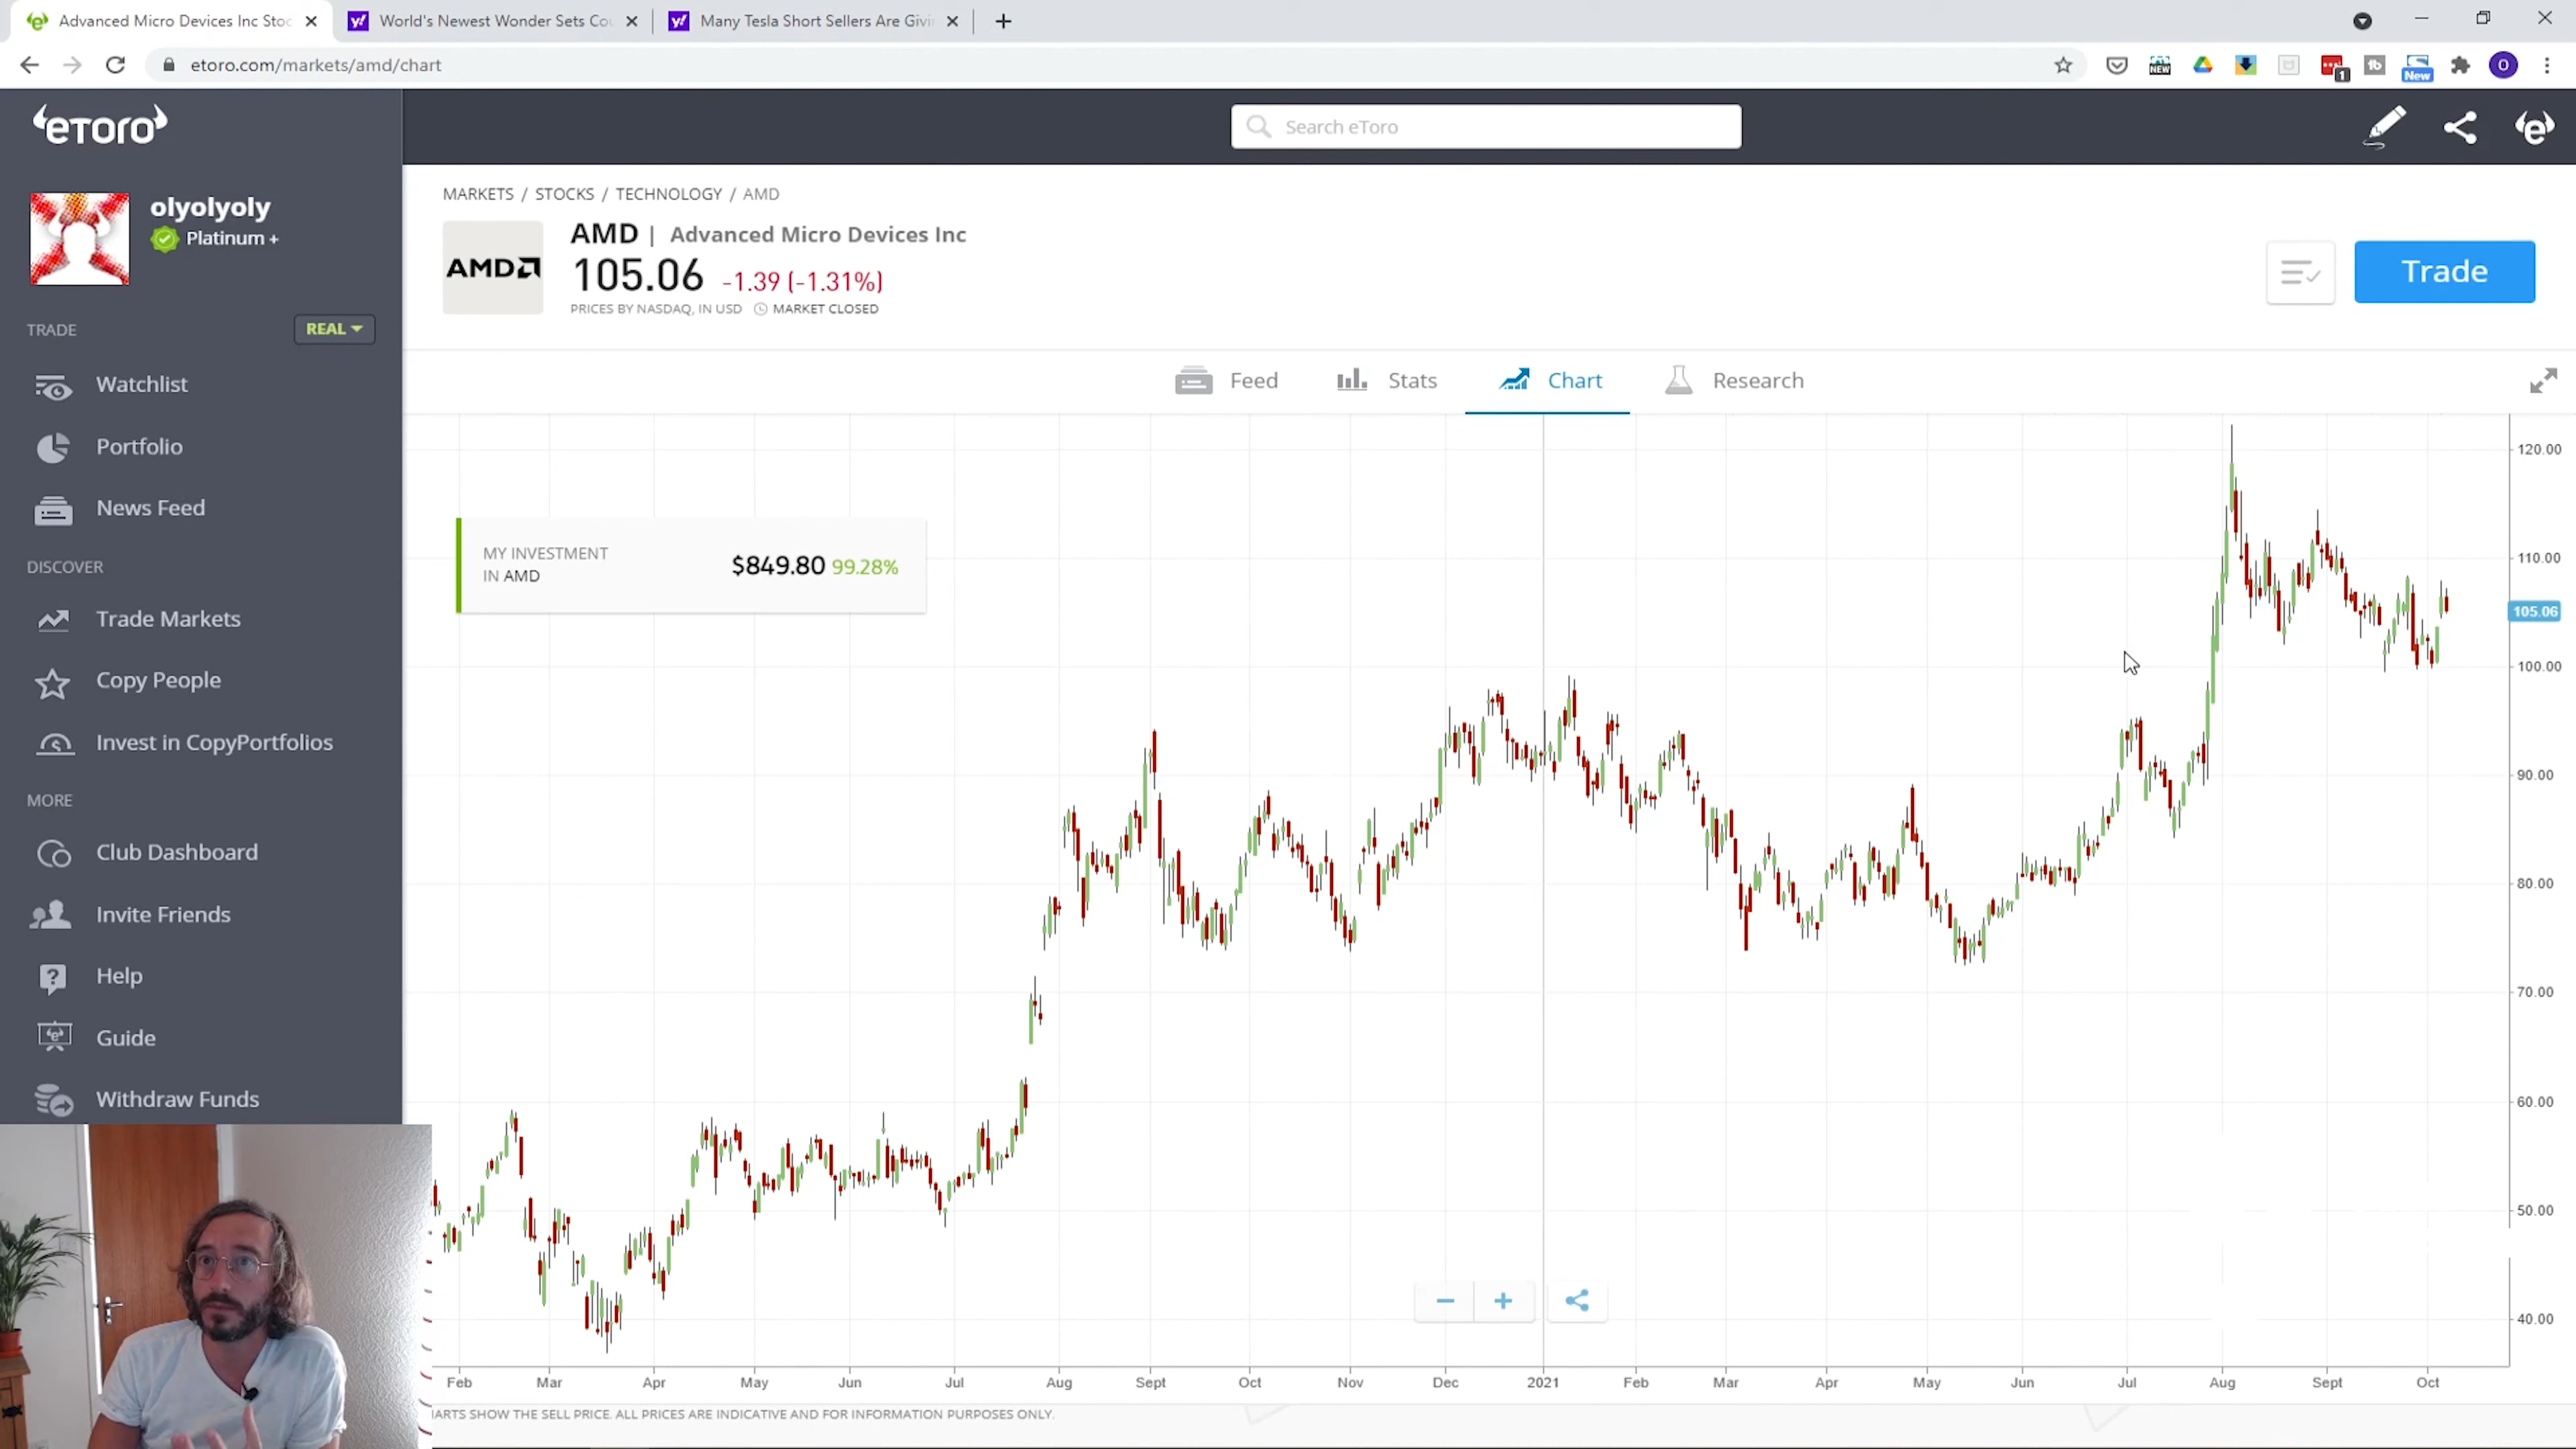 Advanced Micro Devices Inc Stoc
World's Newest Wonder Sets Cou
Many Tesla Short Sellers Are Givi
etoro.com/markets/amd/chart
NEW
1
tb
New
O
eToro
Search eToro
olyolyoly
Platinum +
TRADE
REAL
Watchlist
Portfolio
News Feed
DISCOVER
Trade Markets
Copy People
Invest in CopyPortfolios
MORE
Club Dashboard
Invite Friends
Help
Guide
Withdraw Funds
MARKETS / STOCKS / TECHNOLOGY / AMD
AMD
AMD | Advanced Micro Devices Inc
105.06 -1.39 (-1.31%)
PRICES BY NASDAQ, IN USD MARKET CLOSED
Trade
Feed
Stats
Chart
Research
MY INVESTMENT
IN AMD
$849.80 99.28%
120.00
110.00
105.06
100.00
90.00
80.00
70.00
60.00
50.00
40.00
Feb Mar Apr May Jun Jul Aug Sept Oct Nov Dec 2021 Feb Mar Apr May Jun Jul Aug Sept Oct
ARTS SHOW THE SELL PRICE. ALL PRICES ARE INDICATIVE AND FOR INFORMATION PURPOSES ONLY.